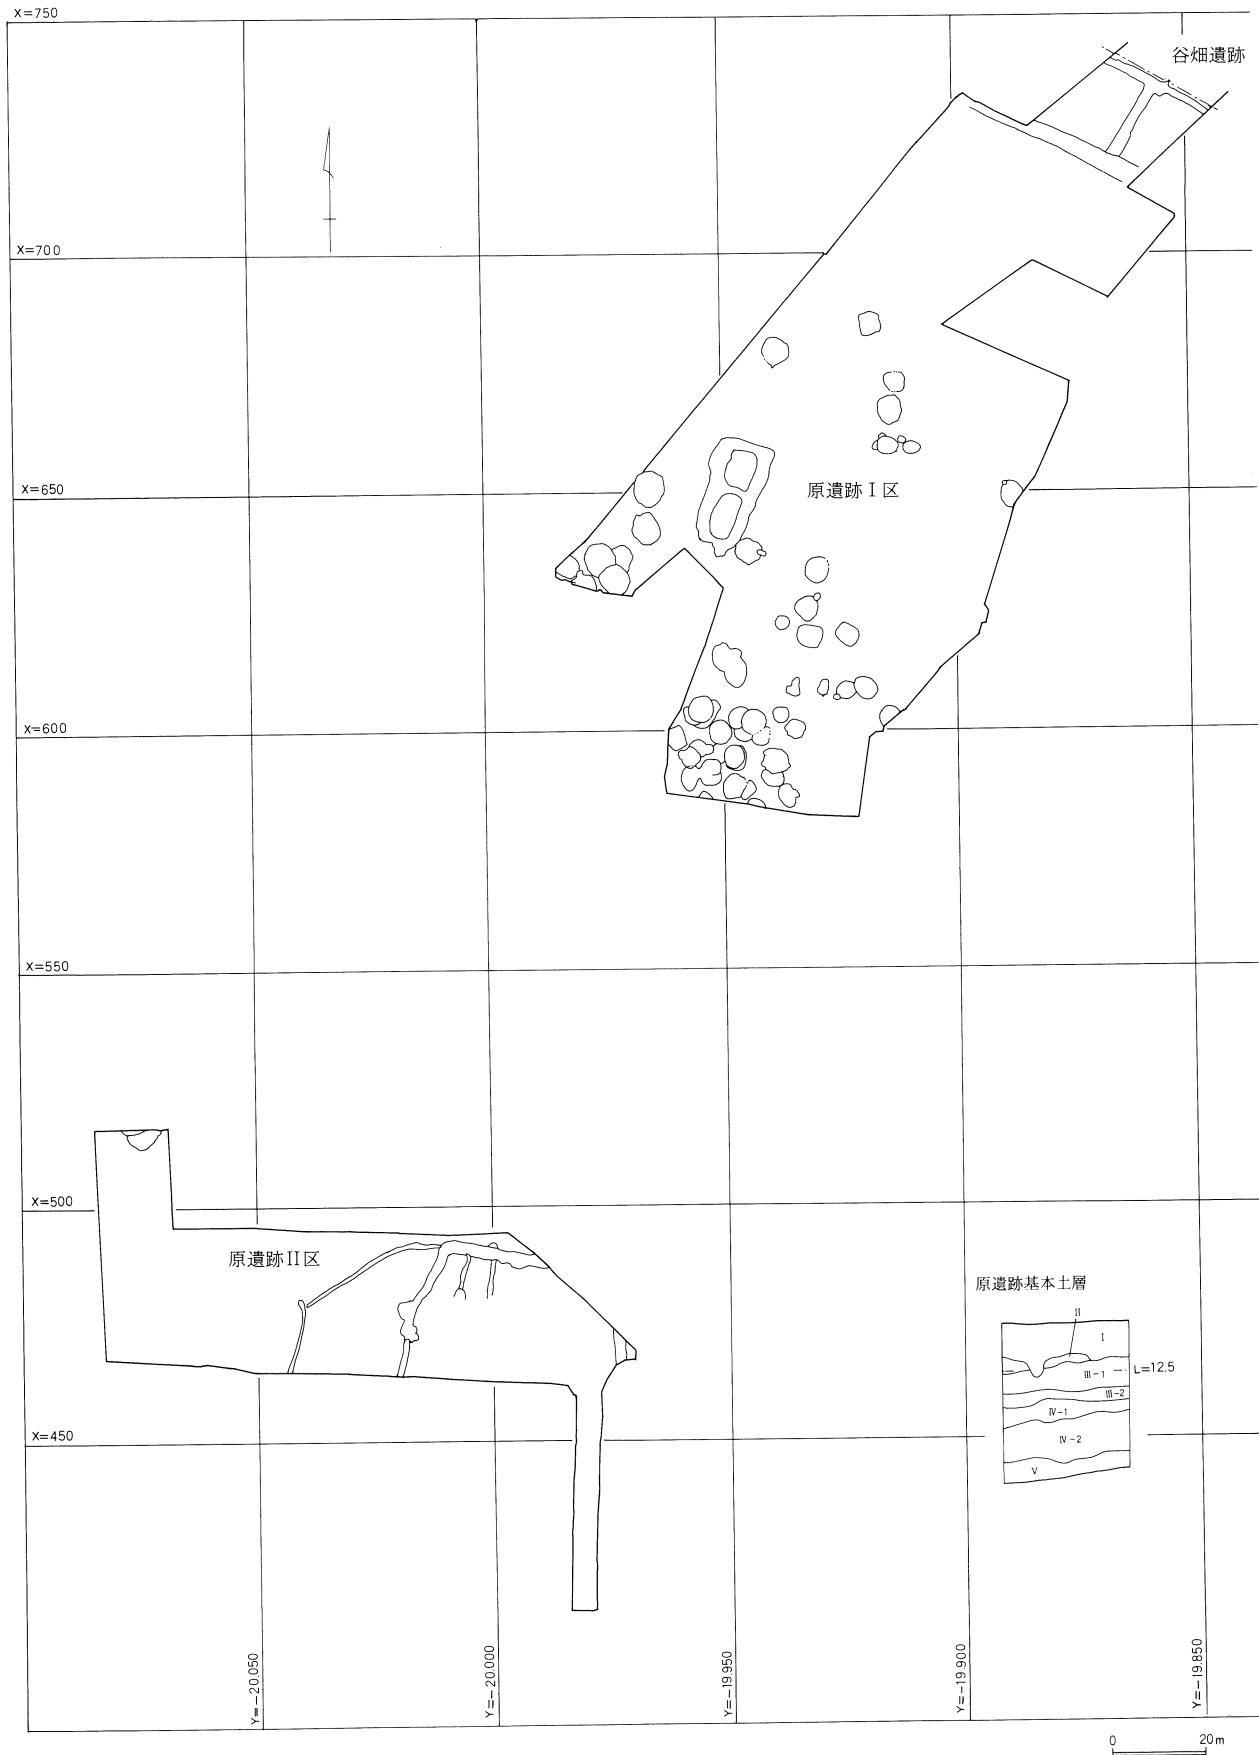 X=750
谷畑遺跡
X=700
X=650
原遺跡Ⅰ区
X=600
X=550
X=500
原遺跡II区
原遺跡基本土層
II
I
L=12.5
III-1
III-2
IV-1
X=450
IV-2
V
Y=-20.050
Y=-20.000
Y=-19.950
Y=-19.900
Y=-19.850
0 20m